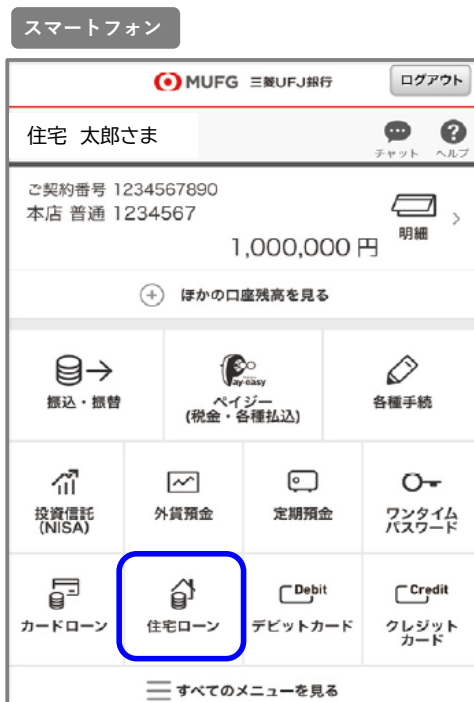 スマートフォン
MUFG 三菱UFJ銀行
ログアウト
住宅 太郎さま
チャット
ヘルプ
ご契約番号 1234567890
本店 普通 1234567
1,000,000 円
明細
ほかの口座残高を見る
振込・振替
Pay-easy
ペイジー
(税金・各種払込)
各種手続
投資信託
(NISA)
外貨預金
定期預金
ワンタイム
パスワード
カードローン
住宅ローン
Debit
デビットカード
Credit
クレジット
カード
すべてのメニューを見る